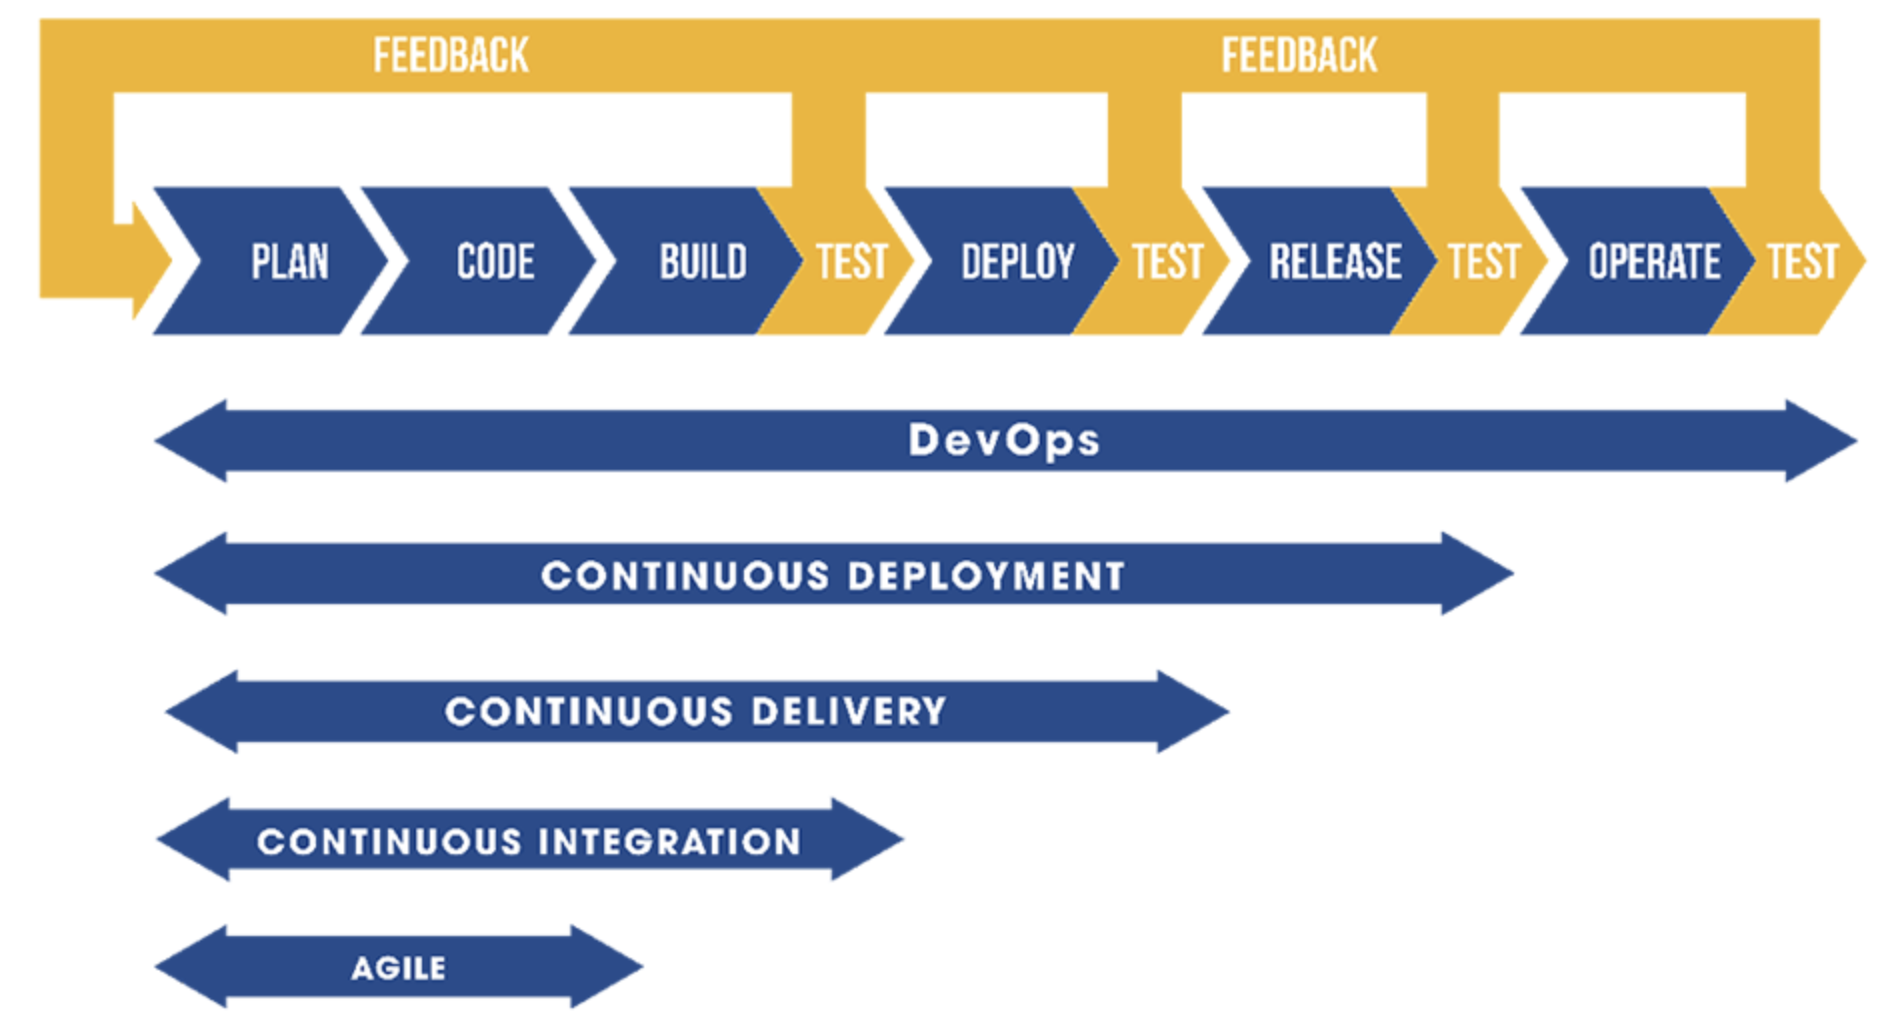 FEEDBACK FEEDBACK
PLAN CODE BUILD TEST DEPLOY TEST RELEASE TEST OPERATE TEST
DevOps
CONTINUOUS DEPLOYMENT
CONTINUOUS DELIVERY
CONTINUOUS INTEGRATION
AGILE